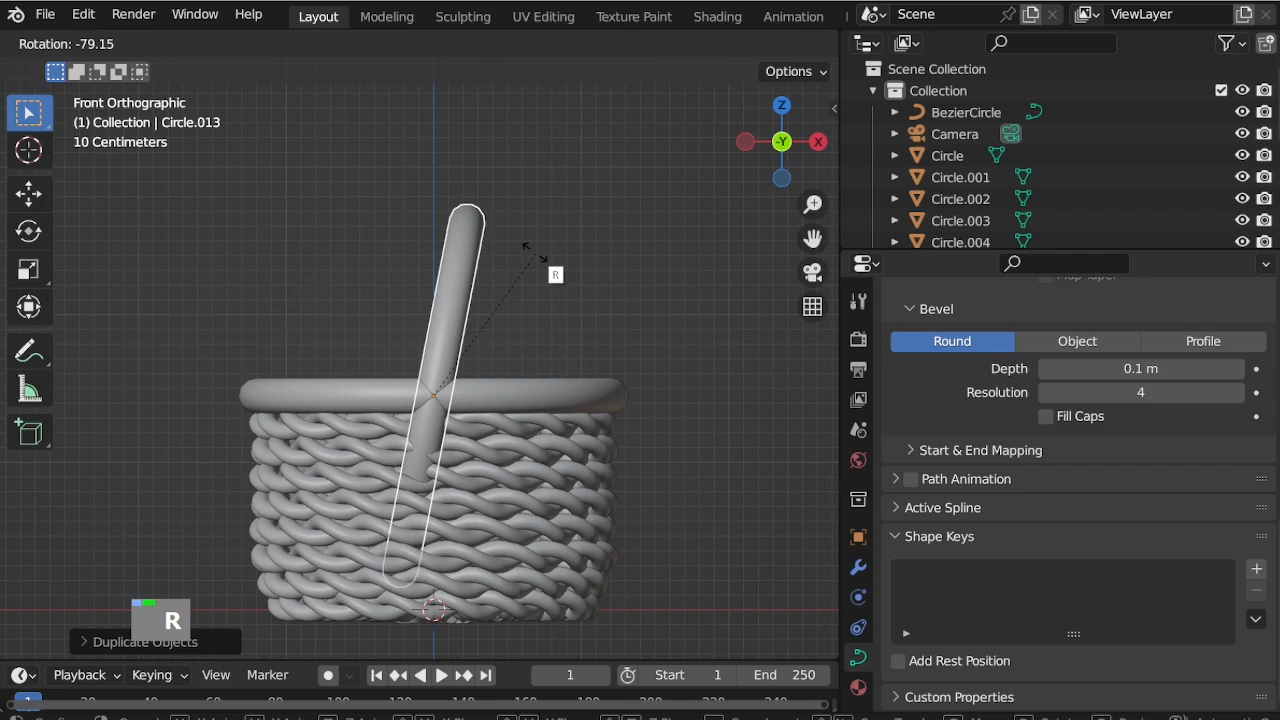 File Edit Render Window Help Layout Modeling Sculpting UV Editing Texture Paint Shading Animation Scene ViewLayer
Rotation: -79.15
Options
Front Orthographic
(1) Collection | Circle.013
10 Centimeters
Z
-Y
X
R
R
Duplicate Objects
Scene Collection
Collection
BezierCircle
Camera
Circle
Circle.001
Circle.002
Circle.003
Circle.004
Bevel
Round Object Profile
Depth 0.1 m
Resolution 4
Fill Caps
Start & End Mapping
Path Animation
Active Spline
Shape Keys
Add Rest Position
Custom Properties
Playback Keying View Marker 1 Start 1 End 250
1